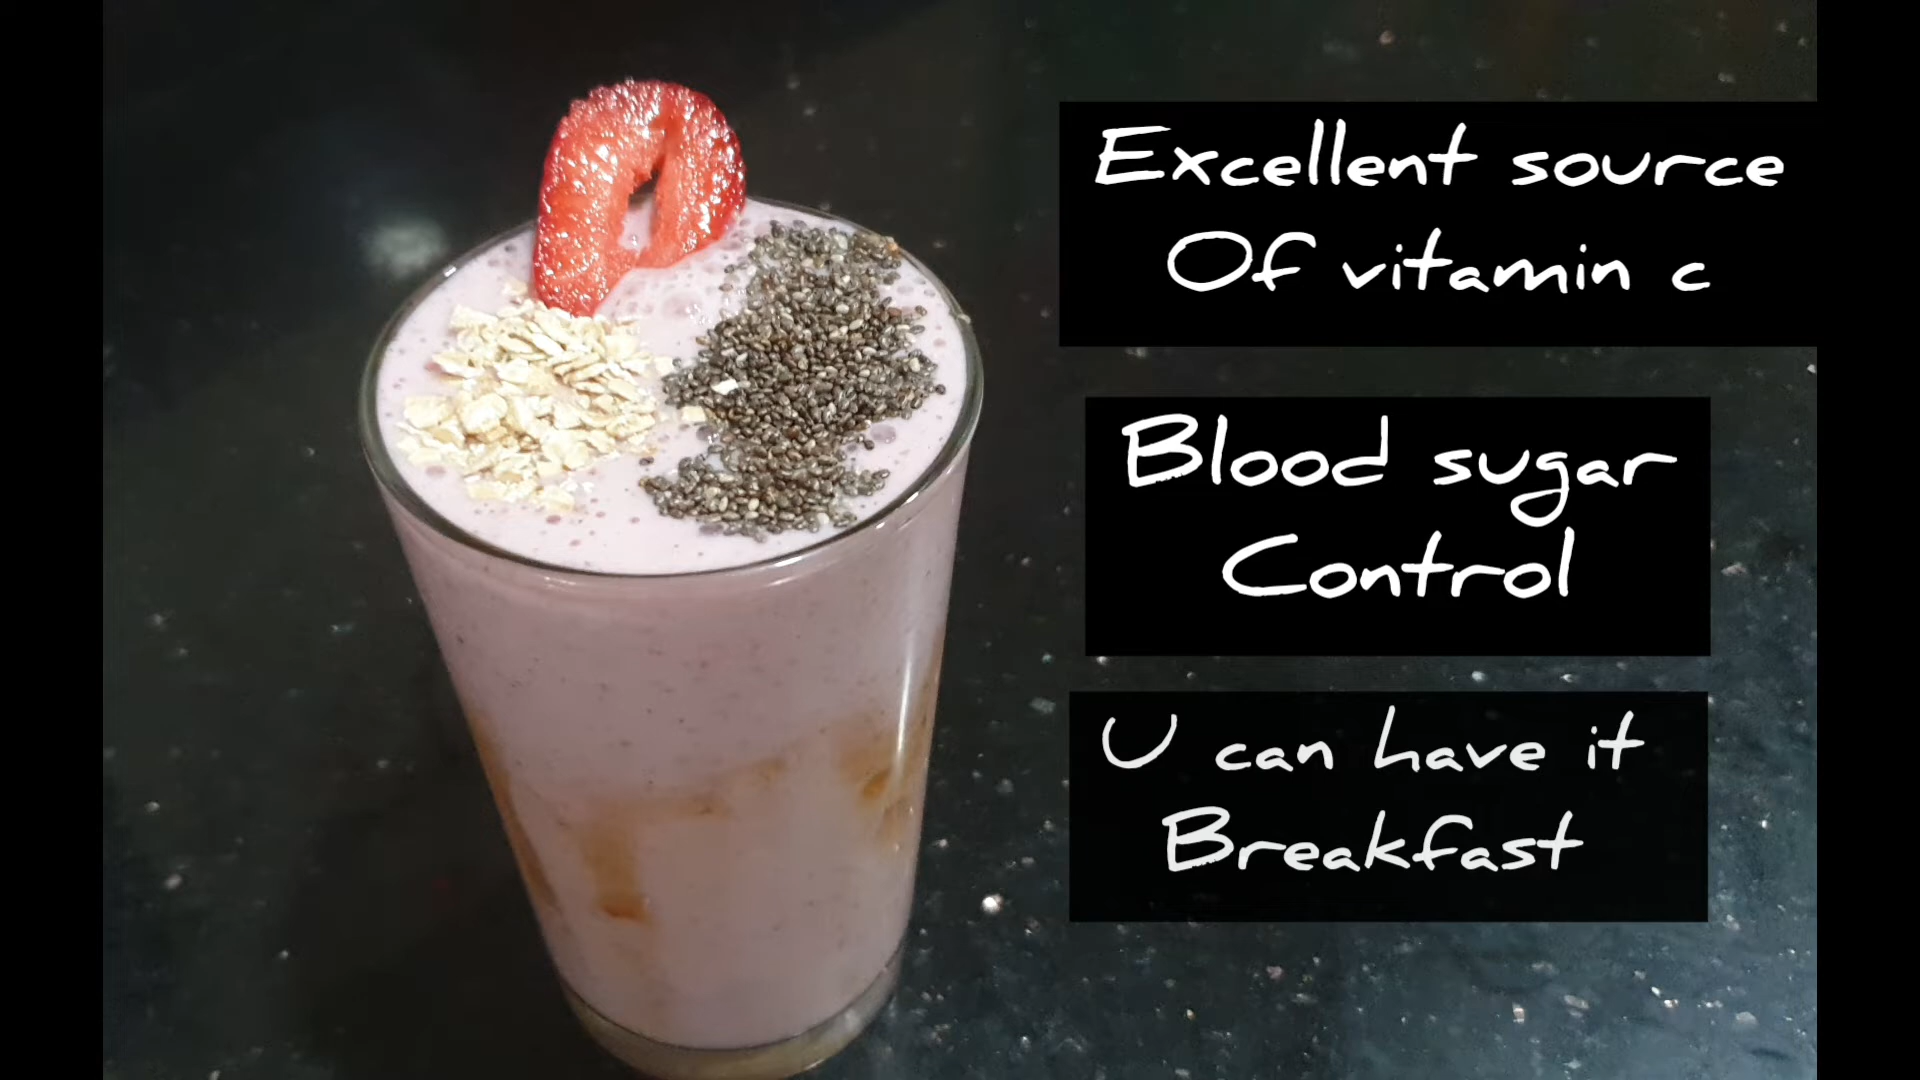 Excellent source
Of vitamin c
Blood sugar
Control
U can have it
Breakfast